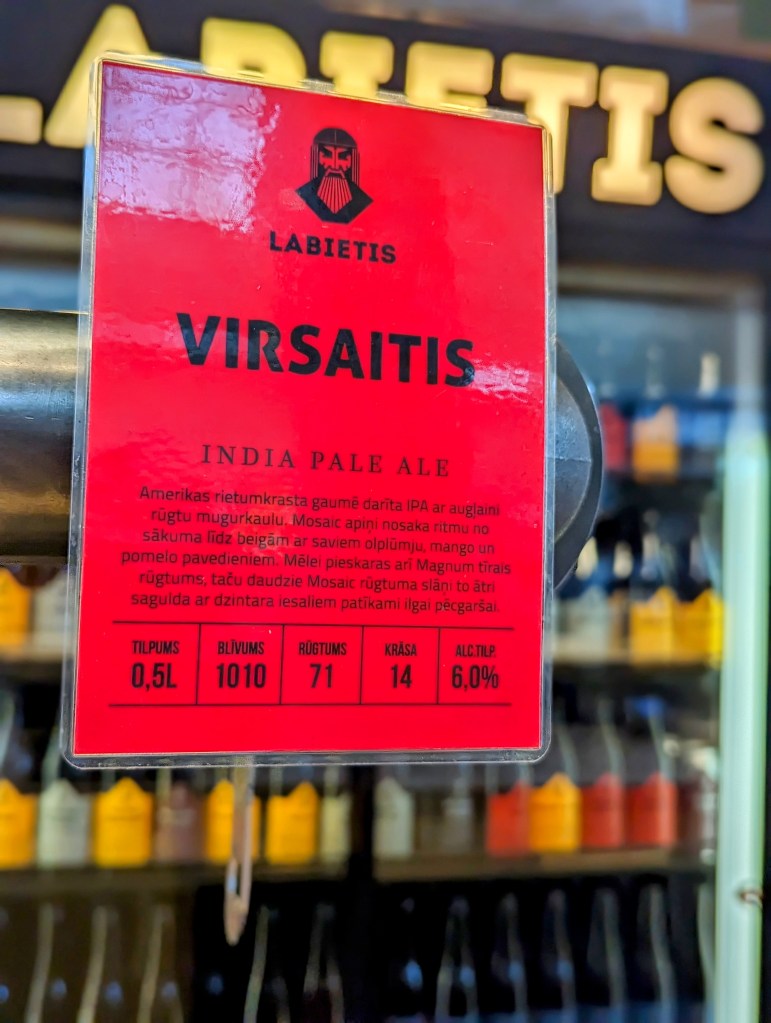 LABIETIS
LABIETIS
VIRSAITIS
INDIA PALE ALE
Amerikas rietumkrasta gaumē darīta IPA ar augļaini
rūgtu mugurkaulu. Mosaic apiņi nosaka ritmu no
sākuma līdz beigām ar saviem olplūmju, mango un
pomelo pavedieniem. Mēlei pieskaras arī Magnum tīrais
rūgtums, taču daudzie Mosaic rūgtuma slāņi to ātri
sagulda ar dzintara iesaliem patīkami ilgai pēcgaršai.
TILPUMS BLĪVUMS RŪGTUMS KRĀSA ALC.TILP.
0,5L 1010 71 14 6,0%